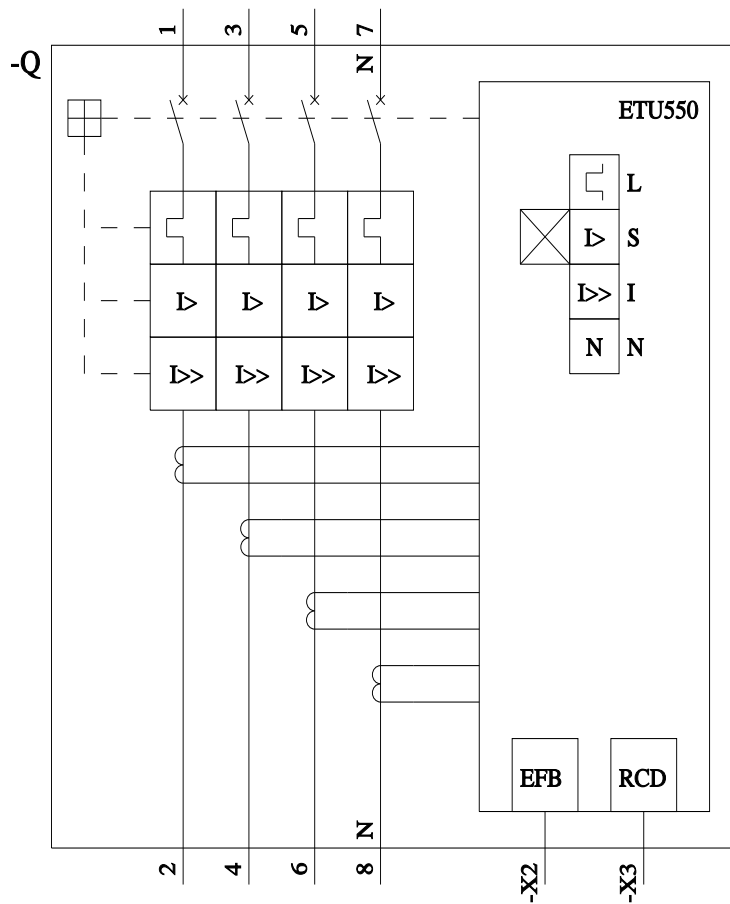 1 3 5 7
-Q
N
ETU550
L
I> S
I>> I
N N
I> I> I> I>
I>> I>> I>> I>>
EFB RCD
N
2 4 6 8
-X2 -X3